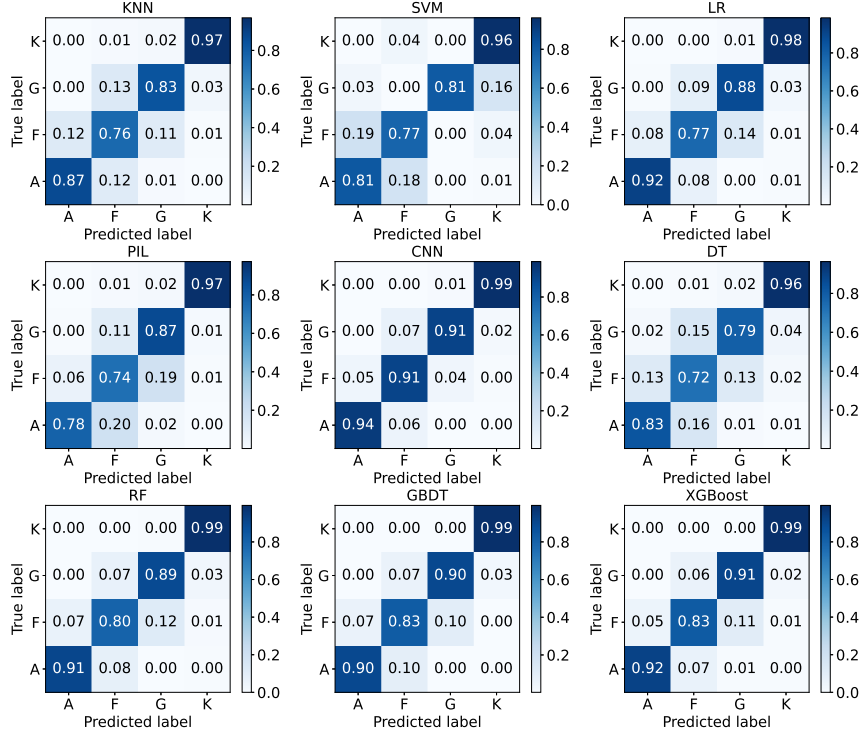 KNN
K 0.00 0.01 0.02 0.97
G 0.00 0.13 0.83 0.03
F 0.12 0.76 0.11 0.01
A 0.87 0.12 0.01 0.00
A F G K
Predicted label
True label
0.8
0.6
0.4
0.2
SVM
K 0.00 0.04 0.00 0.96
G 0.03 0.00 0.81 0.16
F 0.19 0.77 0.00 0.04
A 0.81 0.18 0.00 0.01
A F G K
Predicted label
True label
0.8
0.6
0.4
0.2
0.0
LR
K 0.00 0.00 0.01 0.98
G 0.00 0.09 0.88 0.03
F 0.08 0.77 0.14 0.01
A 0.92 0.08 0.00 0.01
A F G K
Predicted label
True label
0.8
0.6
0.4
0.2
PIL
K 0.00 0.01 0.02 0.97
G 0.00 0.11 0.87 0.01
F 0.06 0.74 0.19 0.01
A 0.78 0.20 0.02 0.00
A F G K
Predicted label
True label
0.8
0.6
0.4
0.2
CNN
K 0.00 0.00 0.01 0.99
G 0.00 0.07 0.91 0.02
F 0.05 0.91 0.04 0.00
A 0.94 0.06 0.00 0.00
A F G K
Predicted label
True label
0.8
0.6
0.4
0.2
DT
K 0.00 0.01 0.02 0.96
G 0.02 0.15 0.79 0.04
F 0.13 0.72 0.13 0.02
A 0.83 0.16 0.01 0.01
A F G K
Predicted label
True label
0.8
0.6
0.4
0.2
RF
K 0.00 0.00 0.00 0.99
G 0.00 0.07 0.89 0.03
F 0.07 0.80 0.12 0.01
A 0.91 0.08 0.00 0.00
A F G K
Predicted label
True label
0.8
0.6
0.4
0.2
0.0
GBDT
K 0.00 0.00 0.00 0.99
G 0.00 0.07 0.90 0.03
F 0.07 0.83 0.10 0.00
A 0.90 0.10 0.00 0.00
A F G K
Predicted label
True label
0.8
0.6
0.4
0.2
XGBoost
K 0.00 0.00 0.00 0.99
G 0.00 0.06 0.91 0.02
F 0.05 0.83 0.11 0.01
A 0.92 0.07 0.01 0.00
A F G K
Predicted label
True label
0.8
0.6
0.4
0.2
0.0